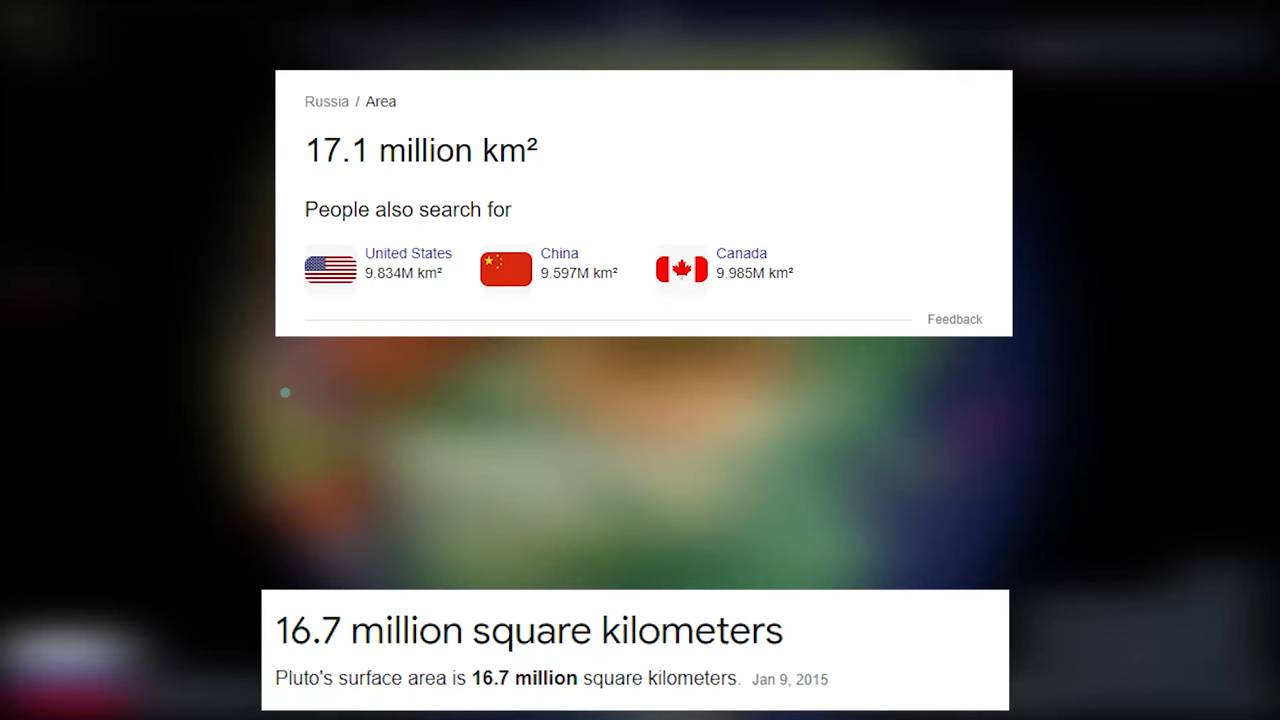 Russia / Area
17.1 million km²
People also search for
United States China Canada
9.834M km² 9.597M km² 9.985M km²
Feedback
16.7 million square kilometers
Pluto's surface area is 16.7 million square kilometers. Jan 9, 2015